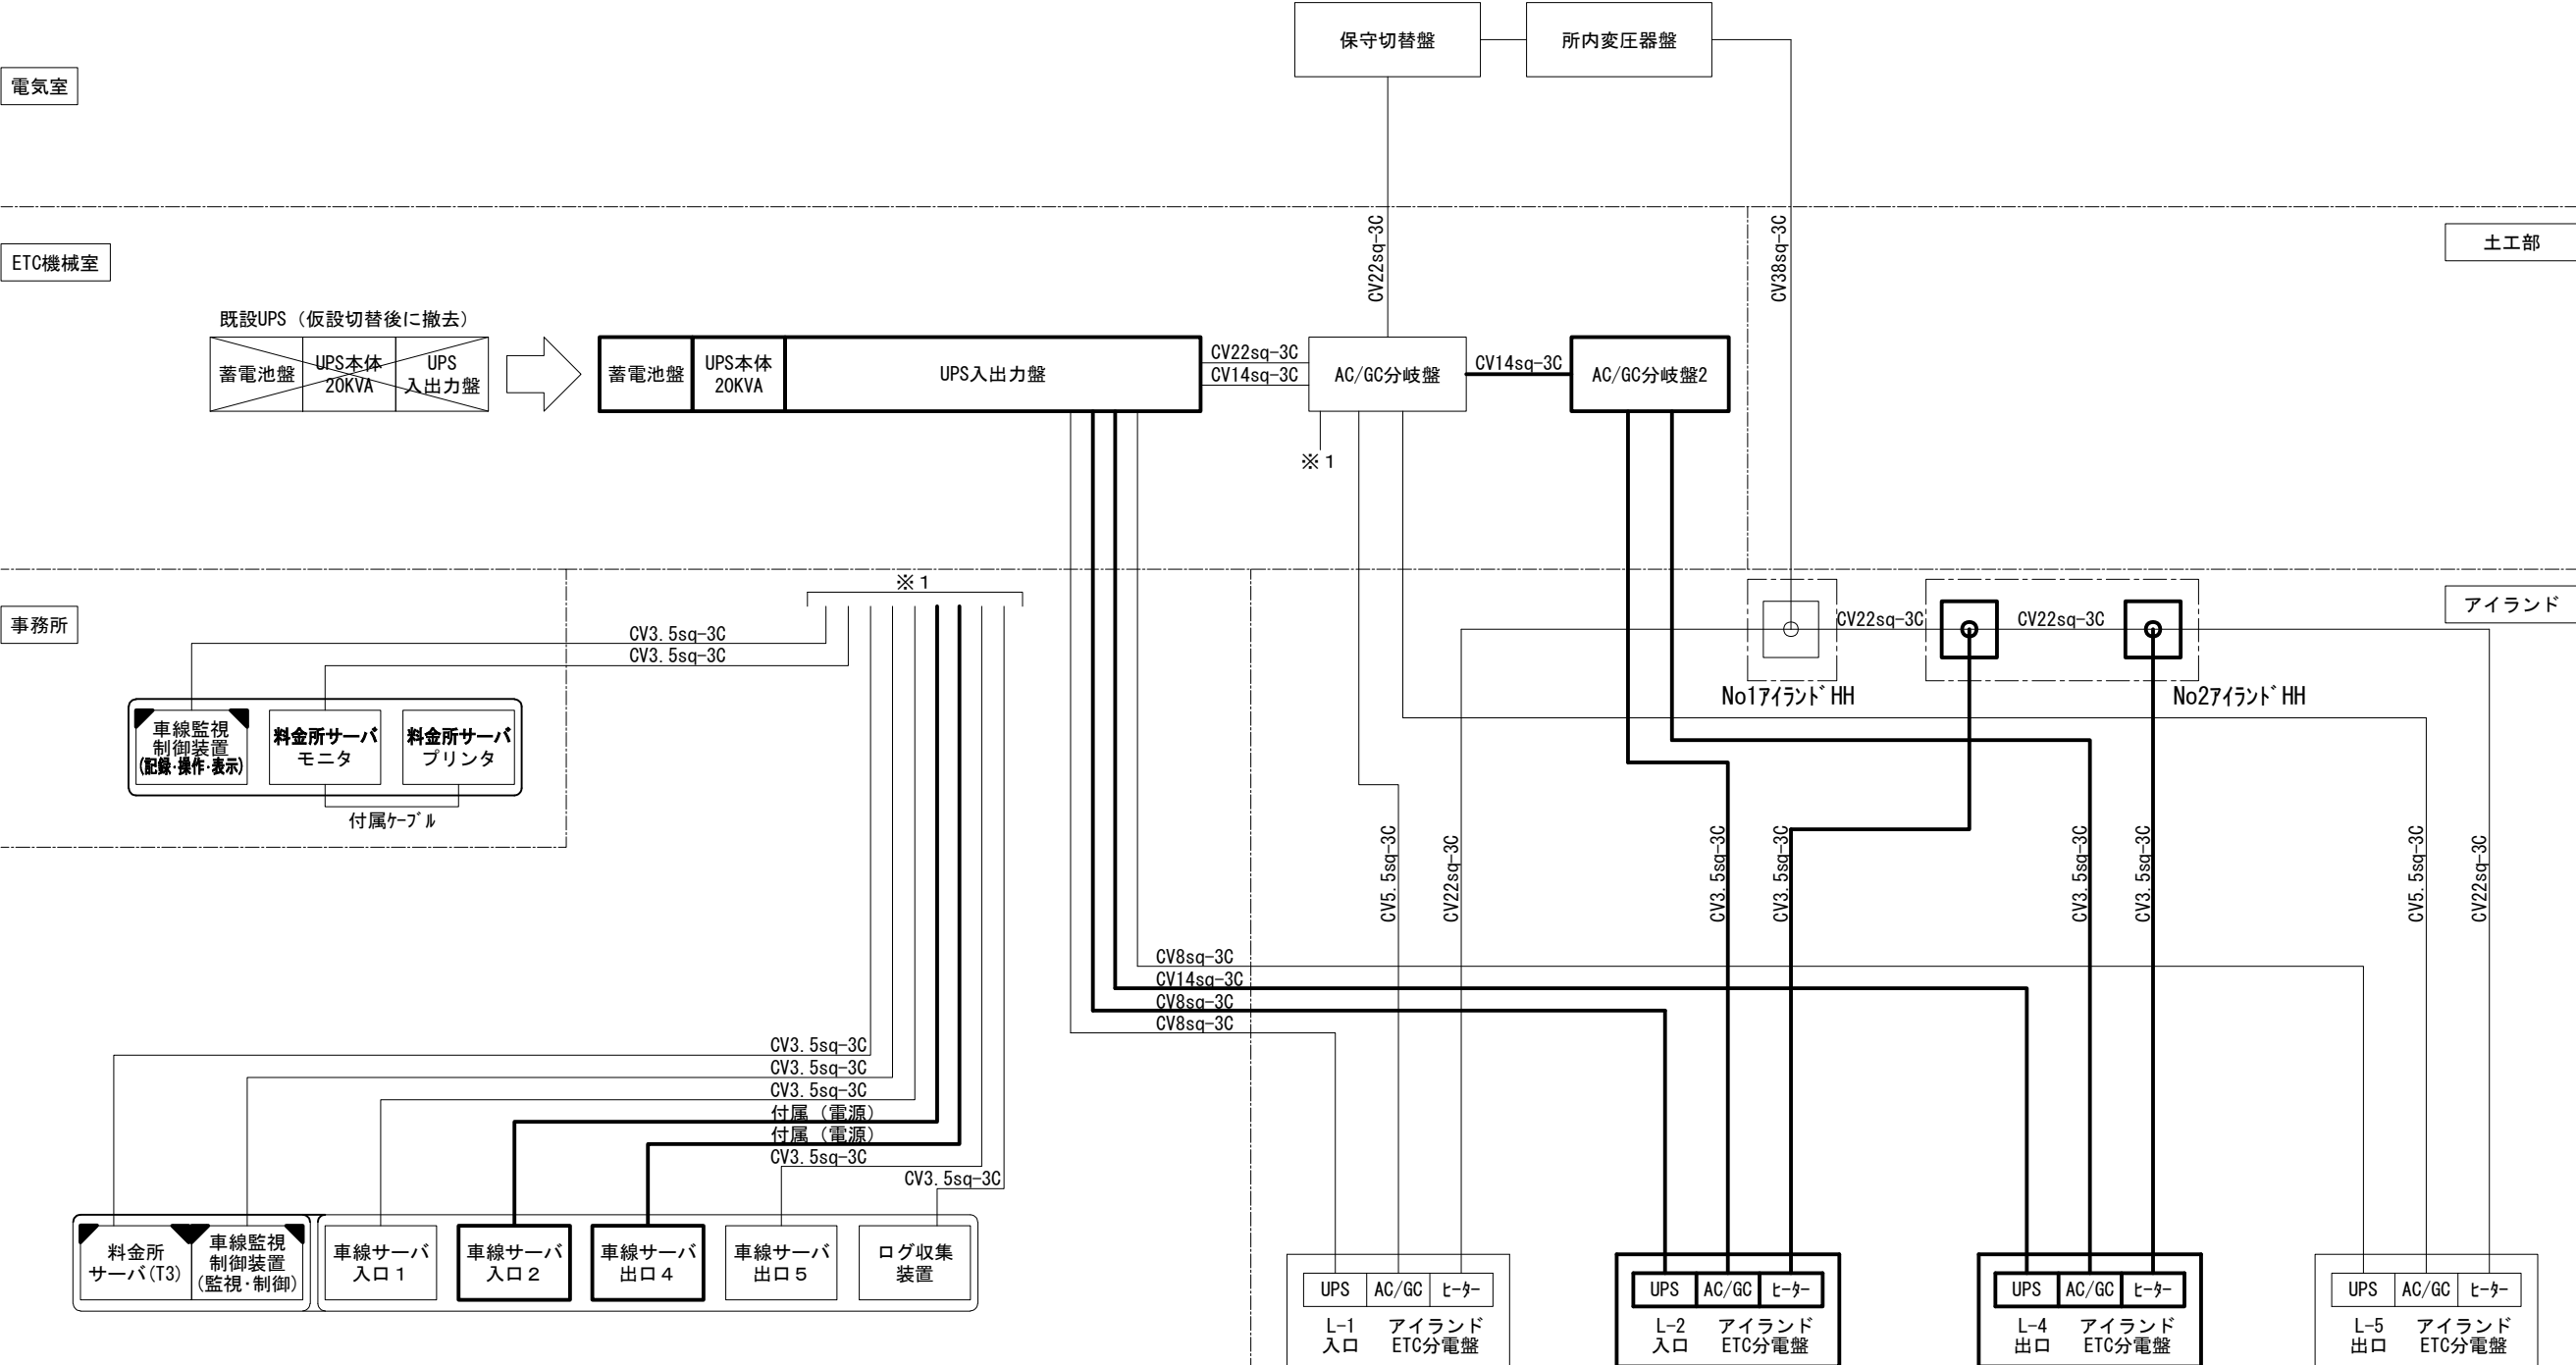 保守切替盤
所内変圧器盤
電気室
CV22sq-3C
CV38sq-3C
土工部
ETC機械室
既設UPS（仮設切替後に撤去）
蓄電池盤
UPS本体
20KVA
UPS
入出力盤
蓄電池盤
UPS本体
20KVA
UPS入出力盤
CV22sq-3C
CV14sq-3C
AC/GC分岐盤
CV14sq-3C
AC/GC分岐盤2
※１
※１
事務所
アイランド
CV3.5sq-3C
CV3.5sq-3C
CV22sq-3C
CV22sq-3C
No1ｱｲﾗﾝﾄﾞHH
No2ｱｲﾗﾝﾄﾞHH
車線監視
制御装置
(記録･操作･表示)
料金所サーバ
モニタ
料金所サーバ
プリンタ
付属ｹｰﾌﾞﾙ
CV5.5sq-3C
CV22sq-3C
CV3.5sq-3C
CV3.5sq-3C
CV3.5sq-3C
CV3.5sq-3C
CV5.5sq-3C
CV22sq-3C
CV8sq-3C
CV14sq-3C
CV8sq-3C
CV8sq-3C
CV3.5sq-3C
CV3.5sq-3C
CV3.5sq-3C
付属（電源）
付属（電源）
CV3.5sq-3C
CV3.5sq-3C
料金所
サーバ(T3)
車線監視
制御装置
(監視･制御)
車線サーバ
入口１
車線サーバ
入口２
車線サーバ
出口４
車線サーバ
出口５
ログ収集
装置
UPS
AC/GC
ﾋｰﾀｰ
L-1
入口
アイランド
ETC分電盤
UPS
AC/GC
ﾋｰﾀｰ
L-2
入口
アイランド
ETC分電盤
UPS
AC/GC
ﾋｰﾀｰ
L-4
出口
アイランド
ETC分電盤
UPS
AC/GC
ﾋｰﾀｰ
L-5
出口
アイランド
ETC分電盤